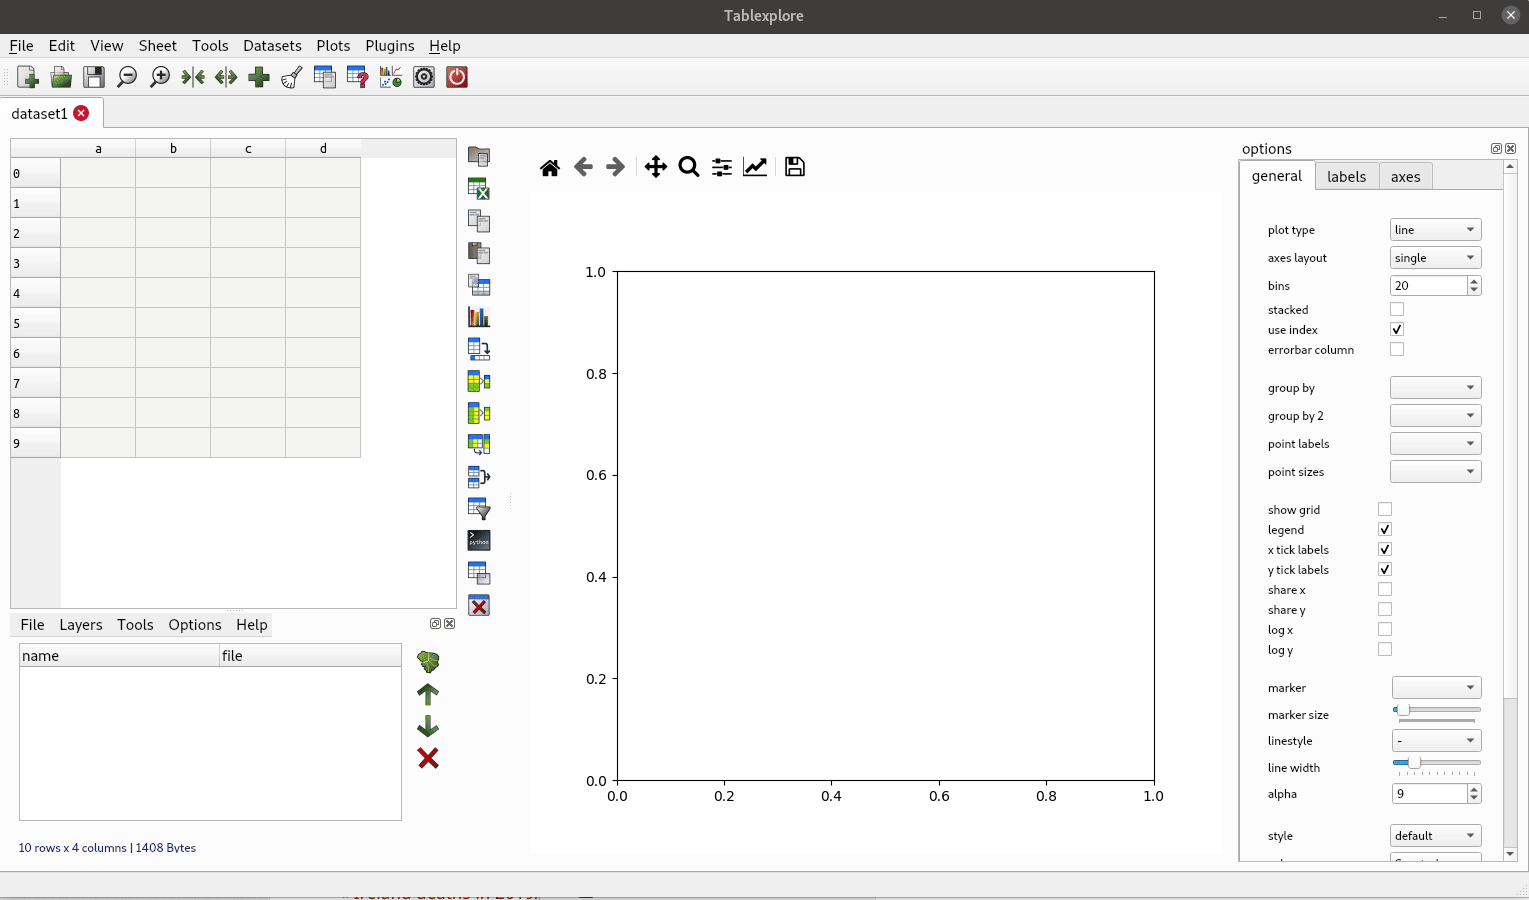 Tablexplore
File Edit View Sheet Tools Datasets Plots Plugins Help
dataset1
a b c d
0
1
2
3
4
5
6
7
8
9
python
File Layers Tools Options Help
name file
10 rows x 4 columns | 1408 Bytes
1.0
0.8
0.6
0.4
0.2
0.0
0.0 0.2 0.4 0.6 0.8 1.0
options
general labels axes
plot type line
axes layout single
bins 20
stacked
use index
errorbar column
group by
group by 2
point labels
point sizes
show grid
legend
x tick labels
y tick labels
share x
share y
log x
log y
marker
marker size
linestyle -
line width
alpha 9
style default